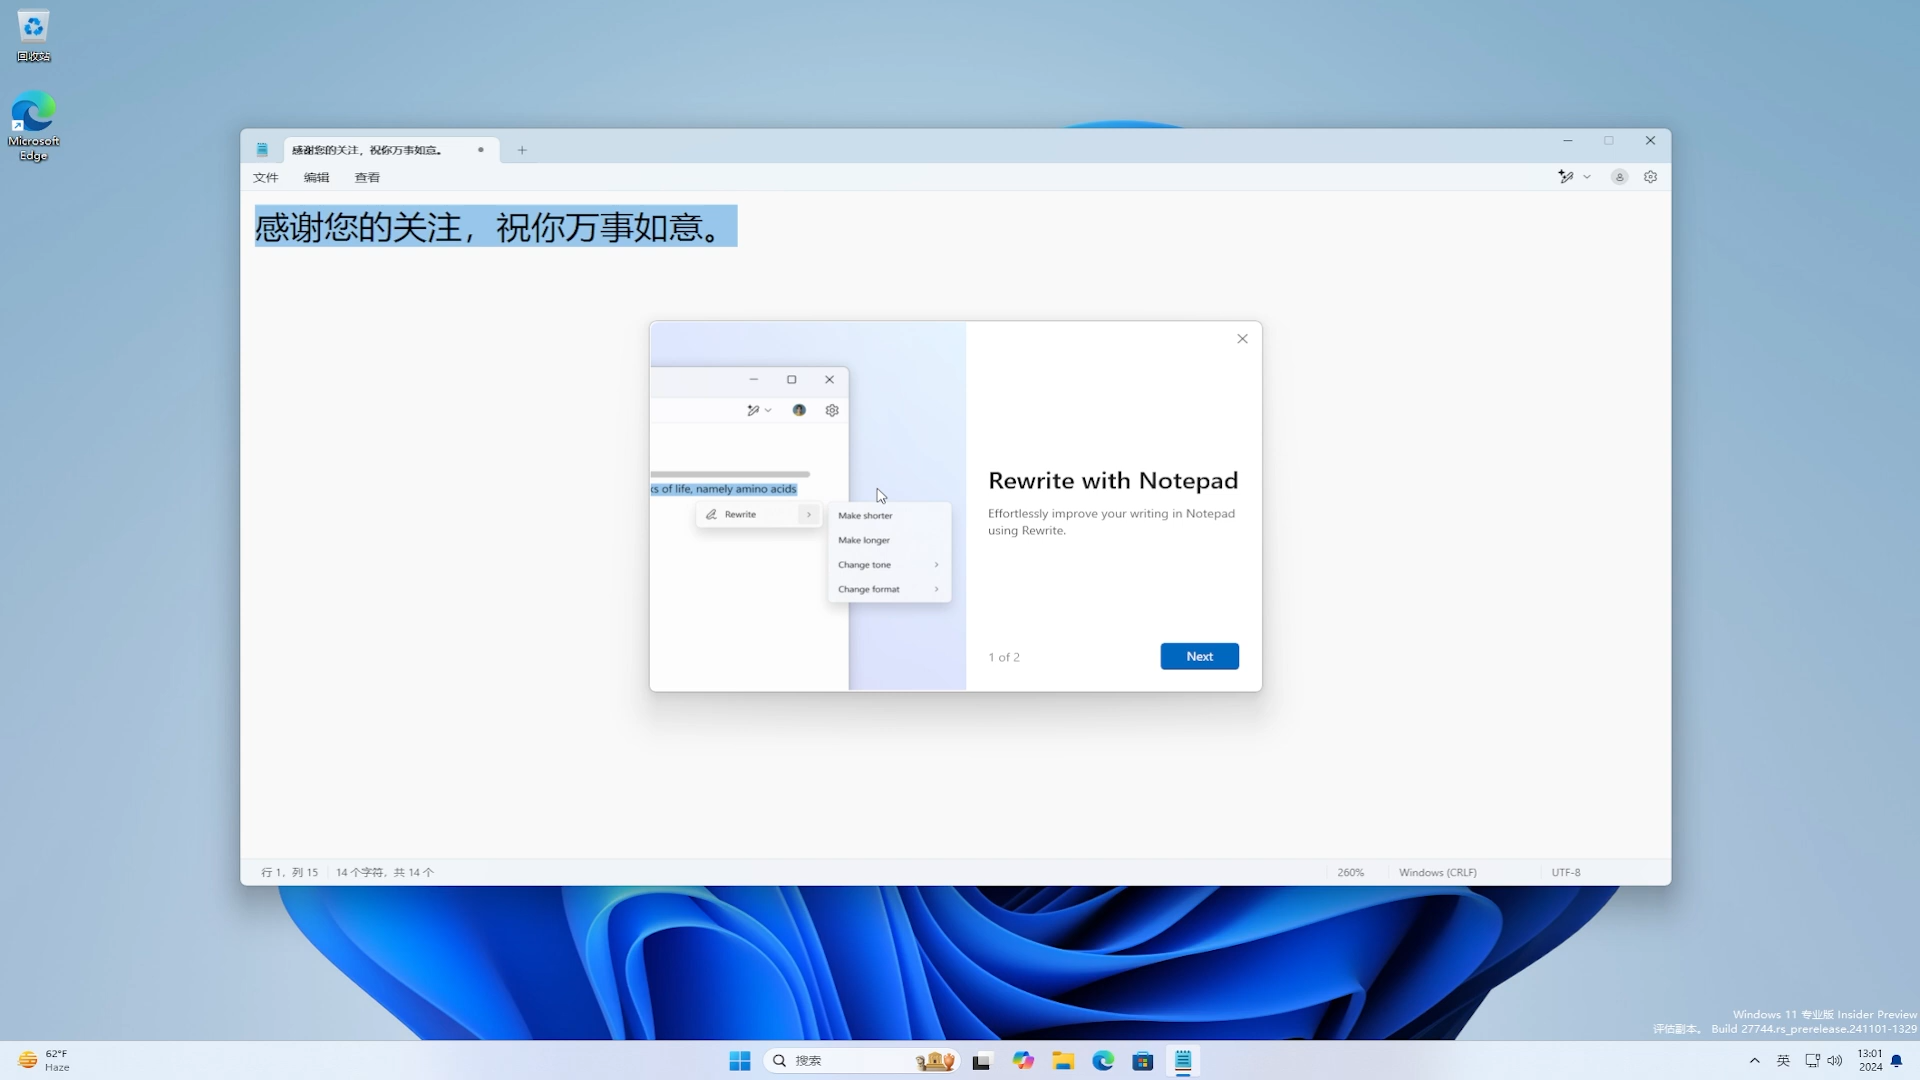 回收站
Microsoft
Edge
感谢您的关注，祝您万事如意。
文件 编辑 查看
感谢您的关注，祝你万事如意。
ks of life, namely amino acids
Rewrite
Make shorter
Make longer
Change tone
Change format
Rewrite with Notepad
Effortlessly improve your writing in Notepad
using Rewrite.
1 of 2
Next
行 1，列 15 14 个字符，共 14 个 260% Windows (CRLF) UTF-8
Windows 11 专业版 Insider Preview
评估副本。 Build 27744.rs_prerelease.241101-1329
62°F
Haze
搜索
英
13:01
2024